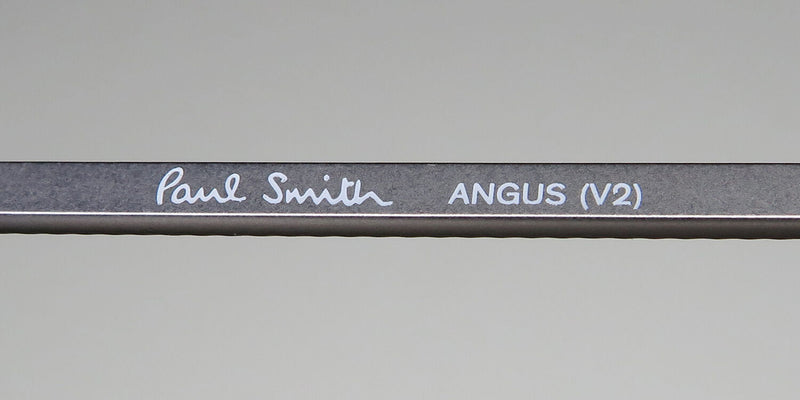 Paul Smith ANGUS (V2)